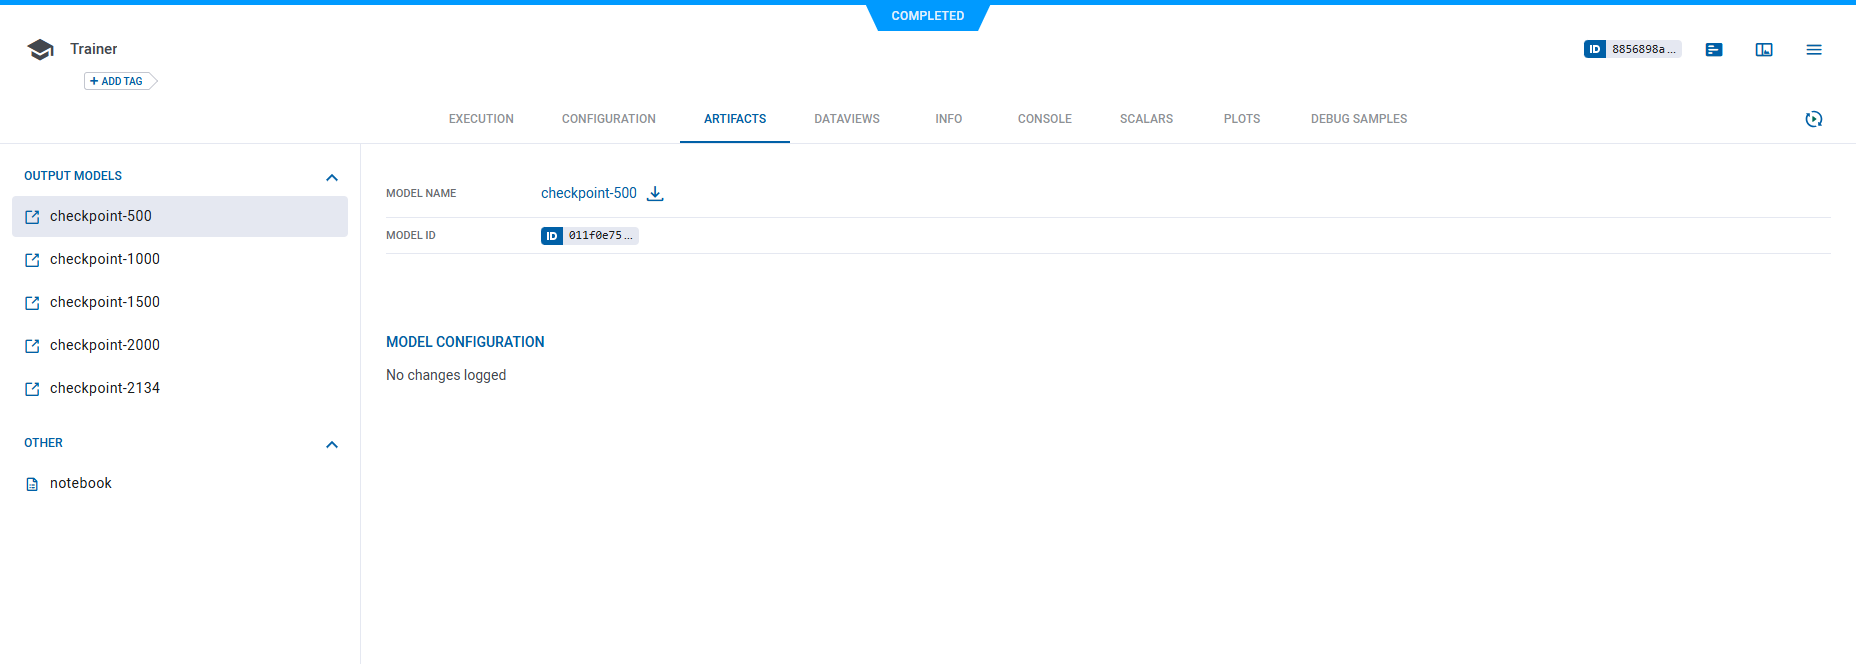 COMPLETED
Trainer
ID 8856898a...
+ ADD TAG
EXECUTION CONFIGURATION ARTIFACTS DATAVIEWS INFO CONSOLE SCALARS PLOTS DEBUG SAMPLES
OUTPUT MODELS
checkpoint-500
checkpoint-1000
checkpoint-1500
checkpoint-2000
checkpoint-2134
OTHER
notebook
MODEL NAME checkpoint-500
MODEL ID ID 011f0e75...
MODEL CONFIGURATION
No changes logged